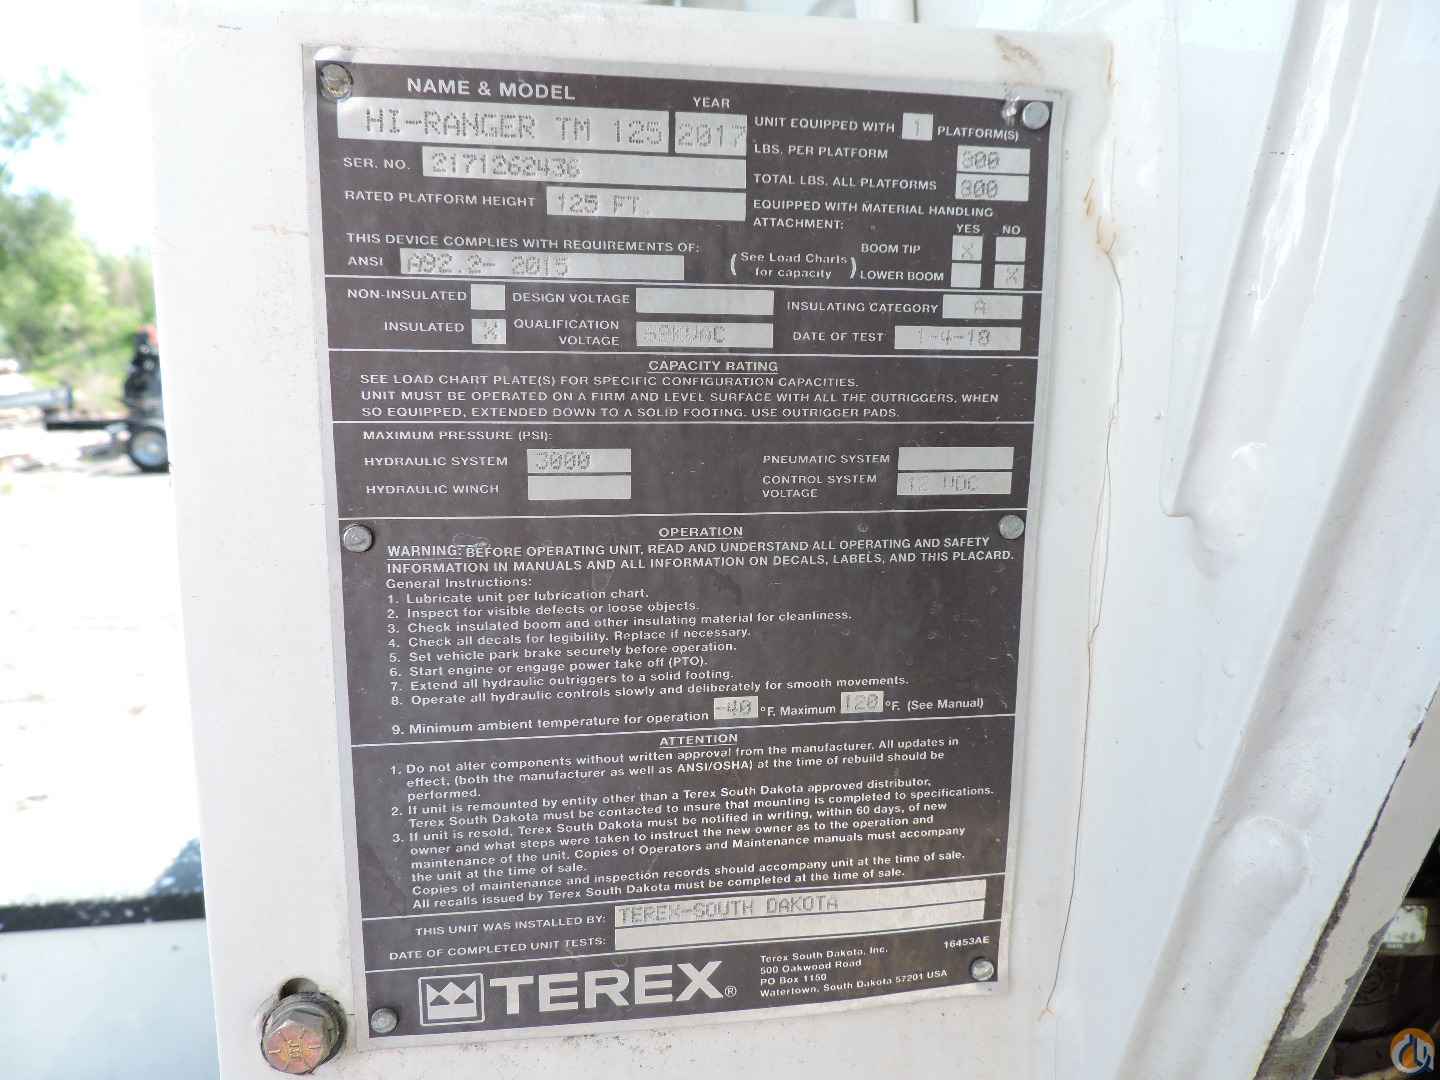 NAME & MODEL
YEAR
HI-RANGER TM 125
2017
UNIT EQUIPPED WITH 1 PLATFORM(S)
SER. NO. 2171262436
LBS. PER PLATFORM 800
TOTAL LBS. ALL PLATFORMS 800
RATED PLATFORM HEIGHT 125 FT.
EQUIPPED WITH MATERIAL HANDLING
ATTACHMENT:
YES NO
THIS DEVICE COMPLIES WITH REQUIREMENTS OF:
ANSI A92.2- 2015
(See Load Charts
for capacity)
BOOM TIP X
LOWER BOOM X
NON-INSULATED
DESIGN VOLTAGE
INSULATING CATEGORY A
INSULATED X
QUALIFICATION
VOLTAGE
DATE OF TEST 1-4-18
CAPACITY RATING
SEE LOAD CHART PLATE(S) FOR SPECIFIC CONFIGURATION CAPACITIES.
UNIT MUST BE OPERATED ON A FIRM AND LEVEL SURFACE WITH ALL THE OUTRIGGERS, WHEN
SO EQUIPPED, EXTENDED DOWN TO A SOLID FOOTING. USE OUTRIGGER PADS.
MAXIMUM PRESSURE (PSI):
HYDRAULIC SYSTEM 3000
PNEUMATIC SYSTEM
HYDRAULIC WINCH
CONTROL SYSTEM
VOLTAGE
12 VDC
OPERATION
WARNING: BEFORE OPERATING UNIT, READ AND UNDERSTAND ALL OPERATING AND SAFETY
INFORMATION IN MANUALS AND ALL INFORMATION ON DECALS, LABELS, AND THIS PLACARD.
General Instructions:
1. Lubricate unit per lubrication chart.
2. Inspect for visible defects or loose objects.
3. Check insulated boom and other insulating material for cleanliness.
4. Check all decals for legibility. Replace if necessary.
5. Set vehicle park brake securely before operation.
6. Start engine or engage power take off (PTO).
7. Extend all hydraulic outriggers to a solid footing.
8. Operate all hydraulic controls slowly and deliberately for smooth movements.
9. Minimum ambient temperature for operation -40 °F. Maximum 120 °F. (See Manual)
ATTENTION
1. Do not alter components without written approval from the manufacturer. All updates in
effect, (both the manufacturer as well as ANSI/OSHA) at the time of rebuild should be
performed.
2. If unit is remounted by entity other than a Terex South Dakota approved distributor,
Terex South Dakota must be contacted to insure that mounting is completed to specifications.
3. If unit is resold, Terex South Dakota must be notified in writing, within 60 days, of new
owner and what steps were taken to instruct the new owner as to the operation and
maintenance of the unit. Copies of Operators and Maintenance manuals must accompany
the unit at the time of sale.
Copies of maintenance and inspection records should accompany unit at the time of sale.
All recalls issued by Terex South Dakota must be completed at the time of sale.
THIS UNIT WAS INSTALLED BY: TEREX-SOUTH DAKOTA
DATE OF COMPLETED UNIT TESTS:
TEREX®
Terex South Dakota, Inc.
500 Oakwood Road
PO Box 1150
Watertown, South Dakota 57201 USA
16453AE